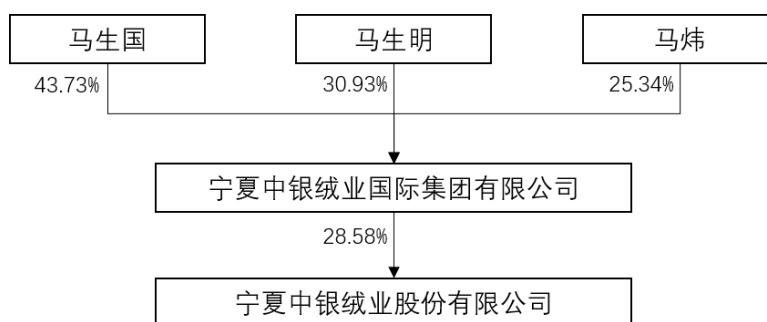 马生国
马生明
马炜
43.73%
30.93%
25.34%
宁夏中银绒业国际集团有限公司
28.58%
宁夏中银绒业股份有限公司